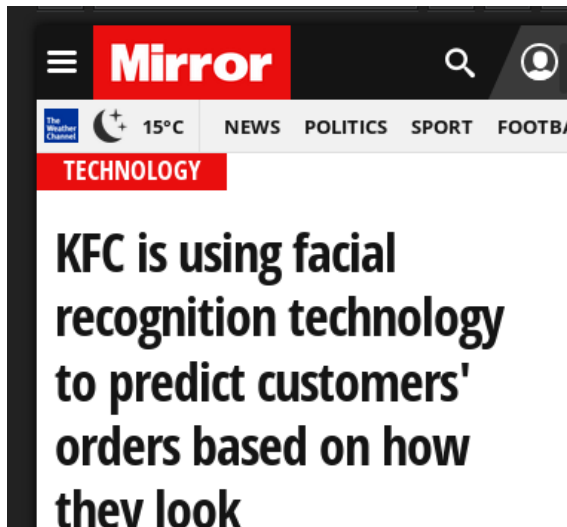 Mirror
The
Weather
Channel
15°C NEWS POLITICS SPORT FOOTBA
TECHNOLOGY
KFC is using facial
recognition technology
to predict customers'
orders based on how
they look